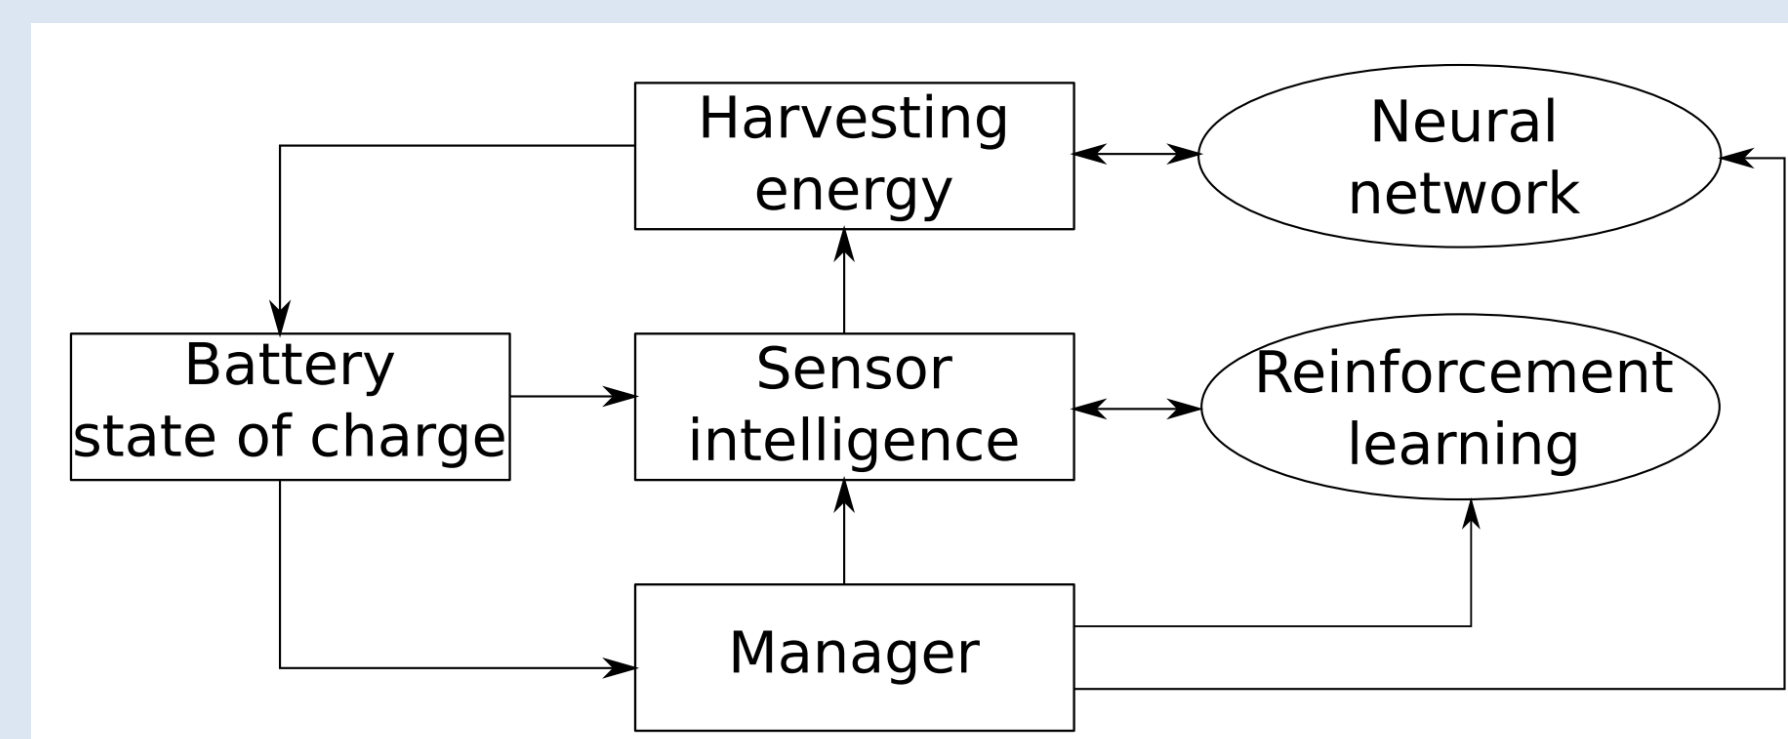 Harvesting
energy
Neural
network
Battery
state of charge
Sensor
intelligence
Reinforcement
learning
Manager